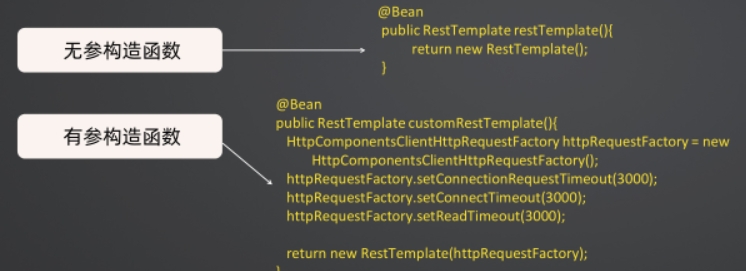 无参构造函数
@Bean
public RestTemplate restTemplate(){
return new RestTemplate();
}
有参构造函数
@Bean
public RestTemplate customRestTemplate(){
HttpComponentsClientHttpRequestFactory httpRequestFactory = new
HttpComponentsClientHttpRequestFactory();
httpRequestFactory.setConnectionRequestTimeout(3000);
httpRequestFactory.setConnectTimeout(3000);
httpRequestFactory.setReadTimeout(3000);
return new RestTemplate(httpRequestFactory);
}